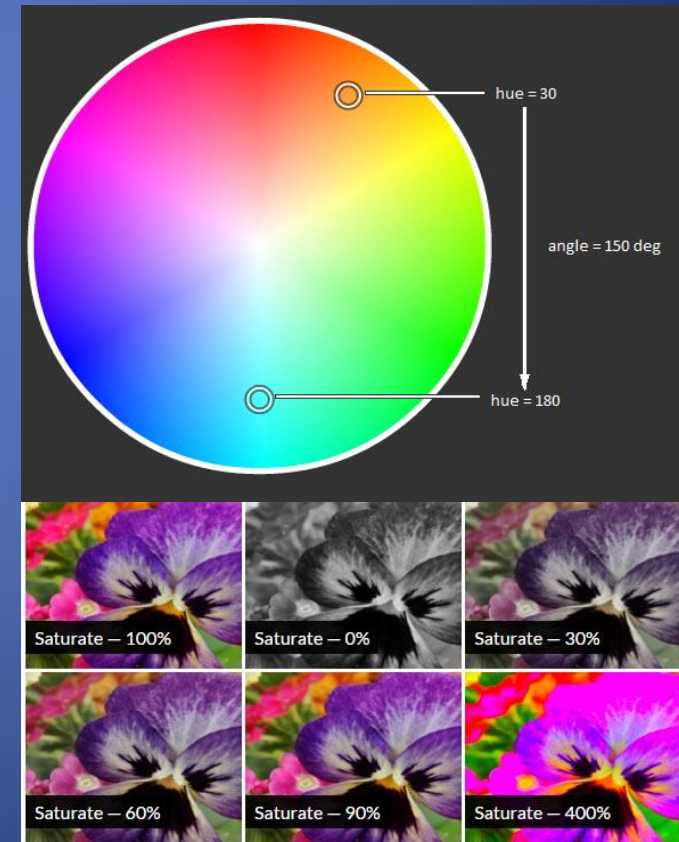 hue = 30
angle = 150 deg
hue = 180
Saturate — 100%
Saturate — 0%
Saturate — 30%
Saturate — 60%
Saturate — 90%
Saturate — 400%